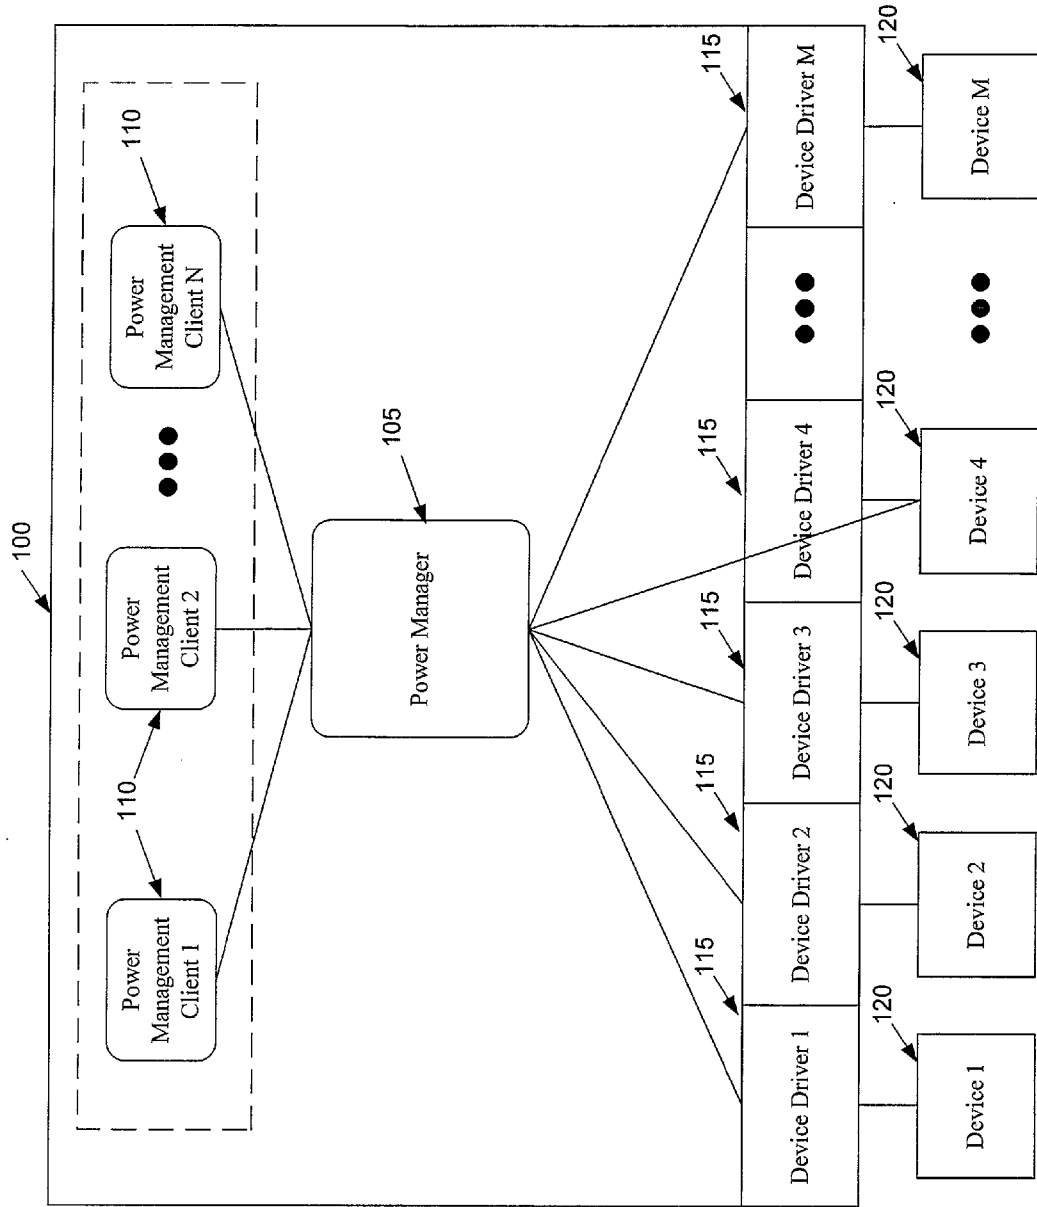 100
Power
Management
Client 1
110
Power
Management
Client 2
Power
Management
Client N
110
Power Manager
105
115
115
115
115
115
Device Driver 1
Device Driver 2
Device Driver 3
Device Driver 4
Device Driver M
120
120
120
120
120
Device 1
Device 2
Device 3
Device 4
Device M